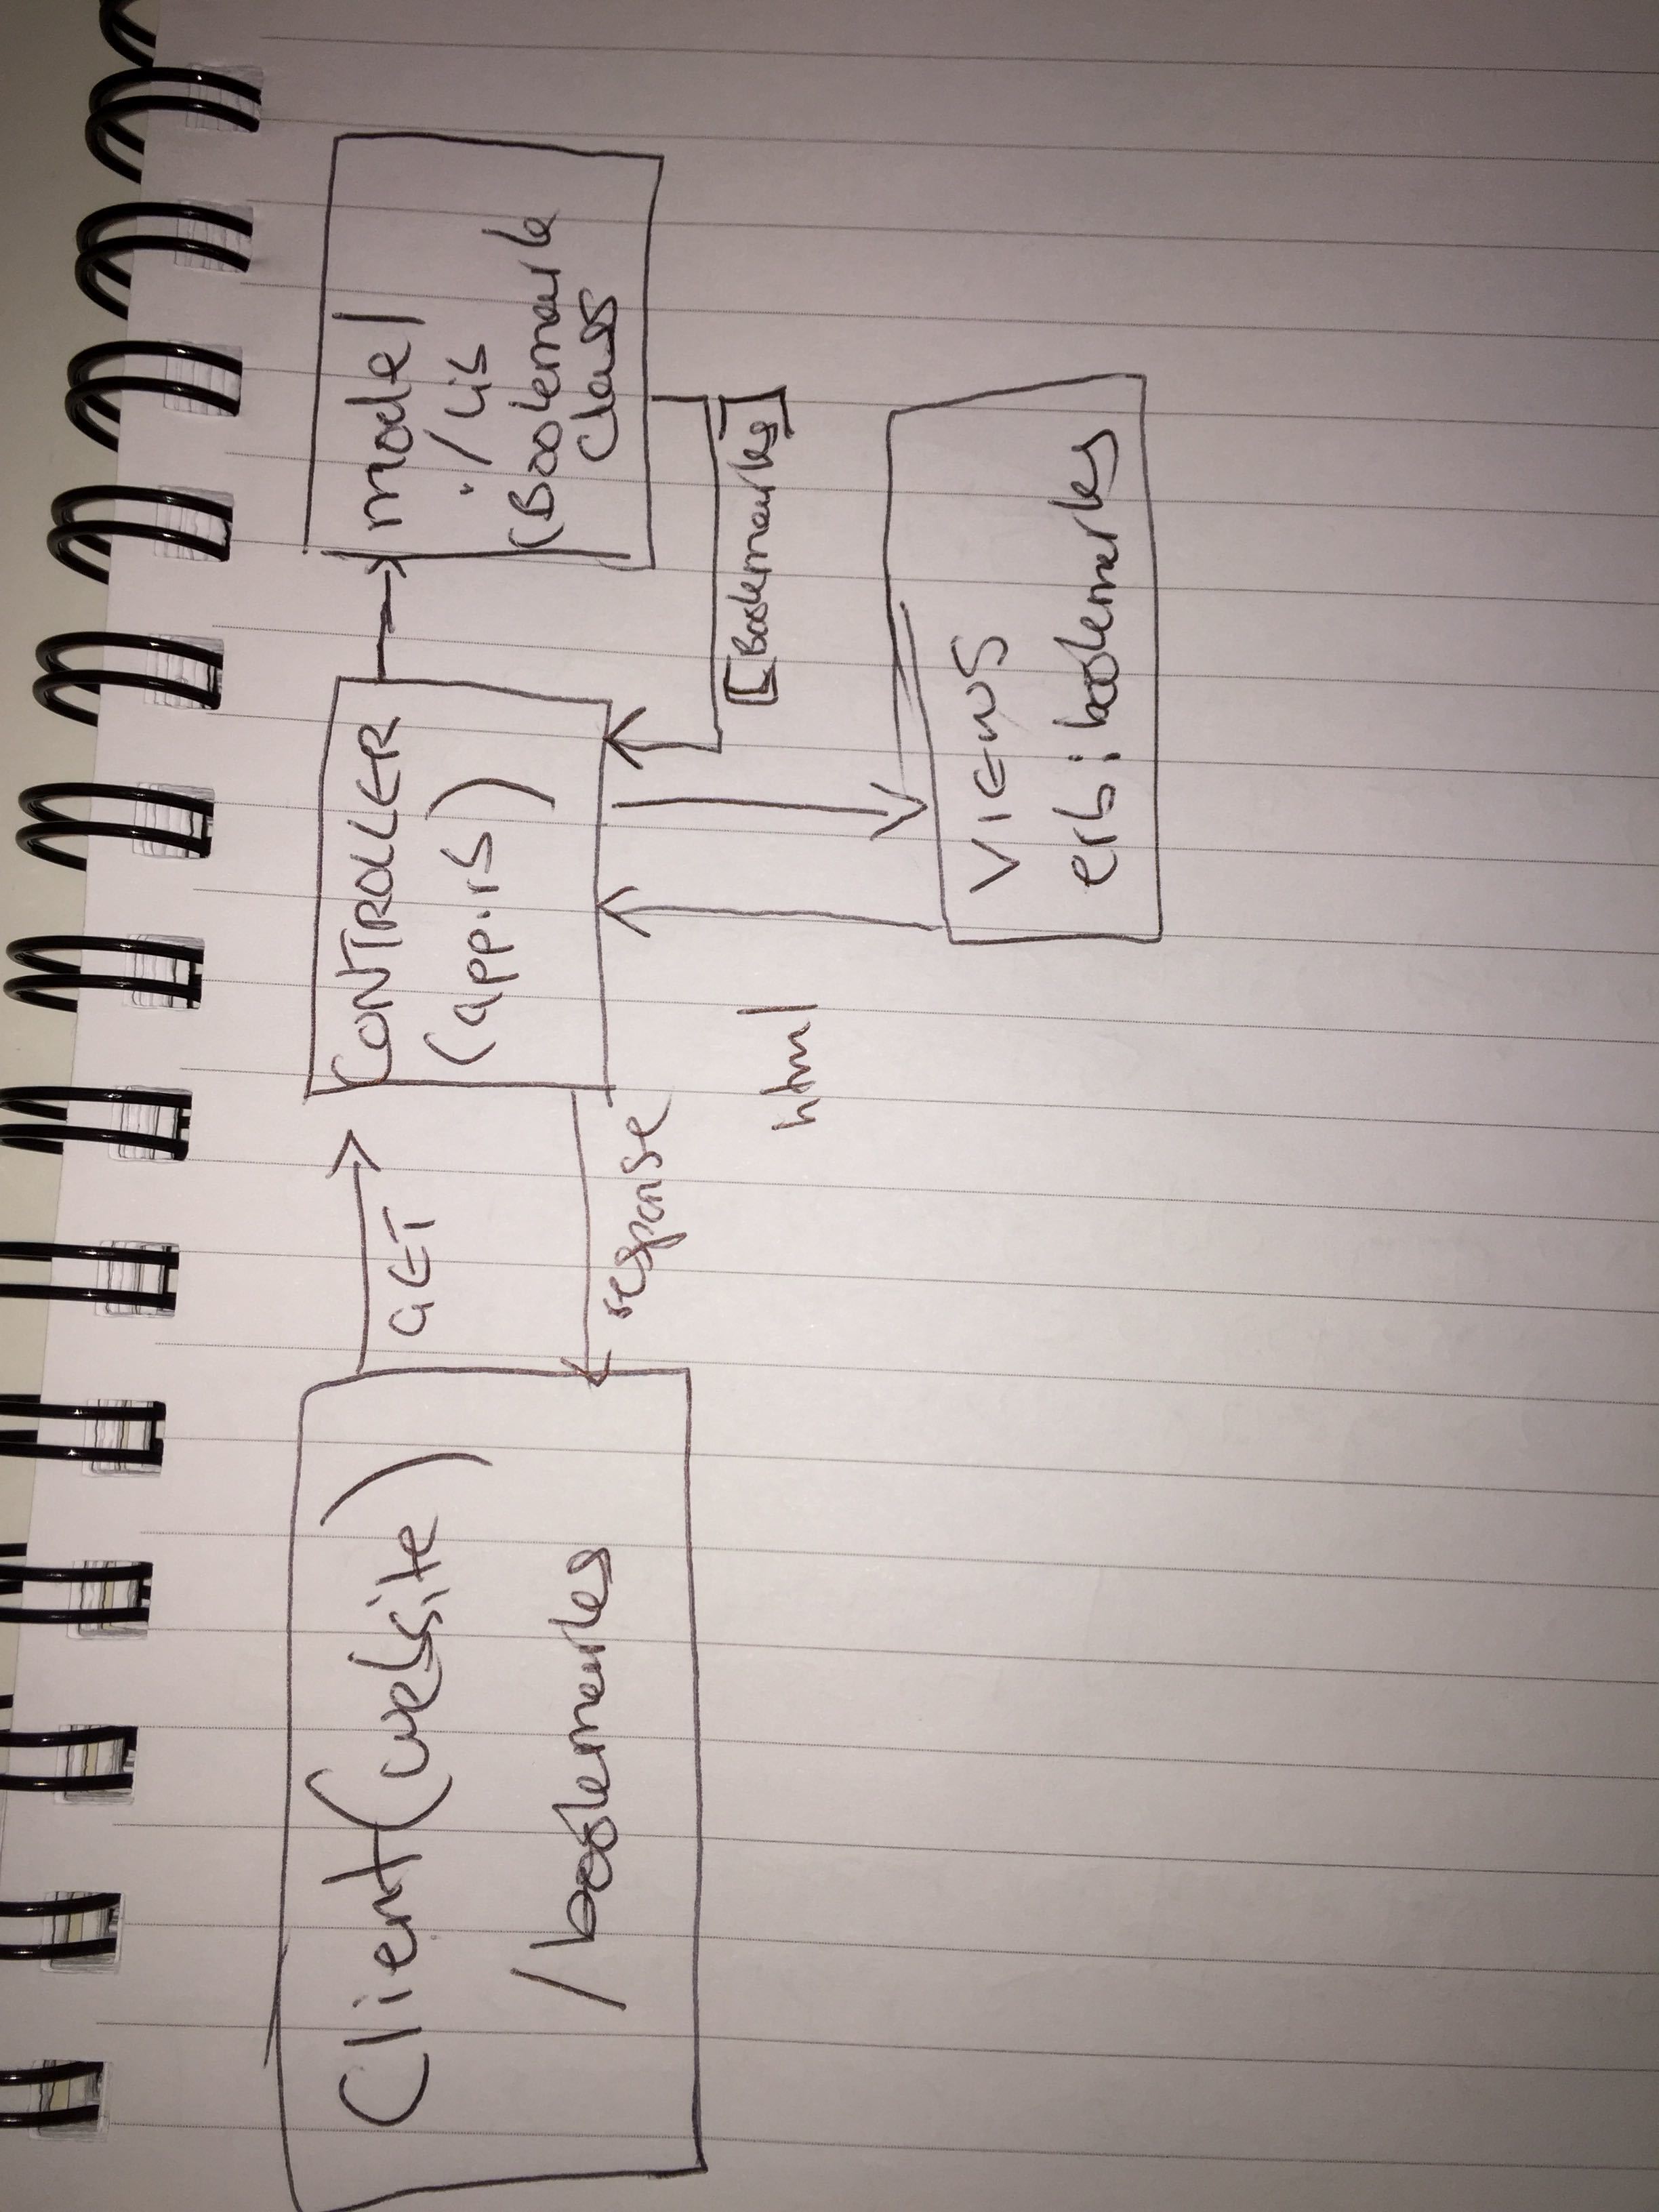 Client (website)
/bookmarks
GET
response
CONTROLLER
(app.rb)
model
./lib
(Bookmark
class
[Bookmarks]
html
VIEWS
erb: bookmarks